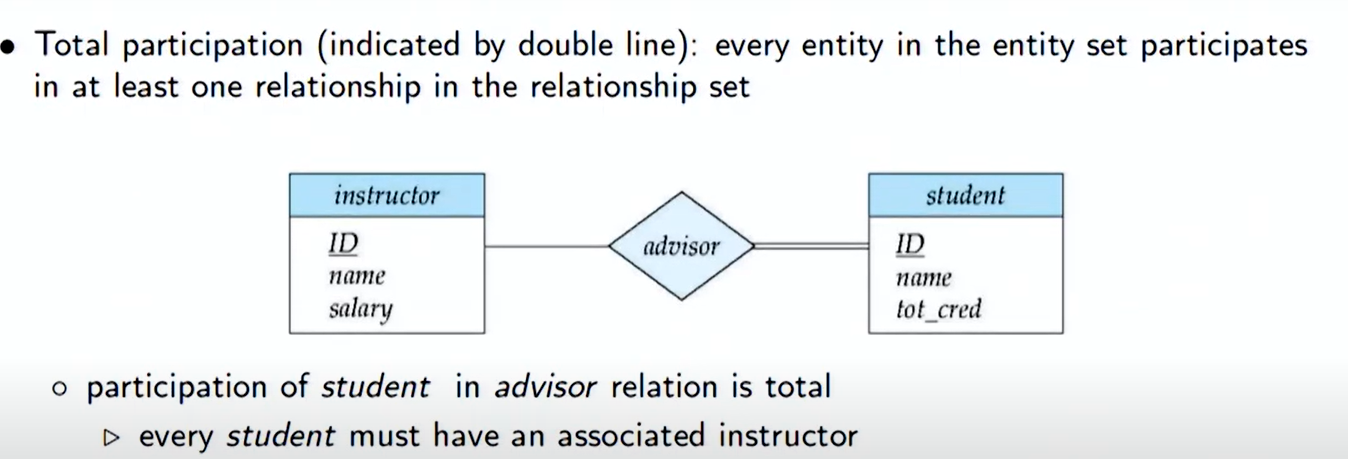 ● Total participation (indicated by double line): every entity in the entity set participates
in at least one relationship in the relationship set
instructor
ID
name
salary
advisor
student
ID
name
tot_cred
○ participation of student in advisor relation is total
▷ every student must have an associated instructor